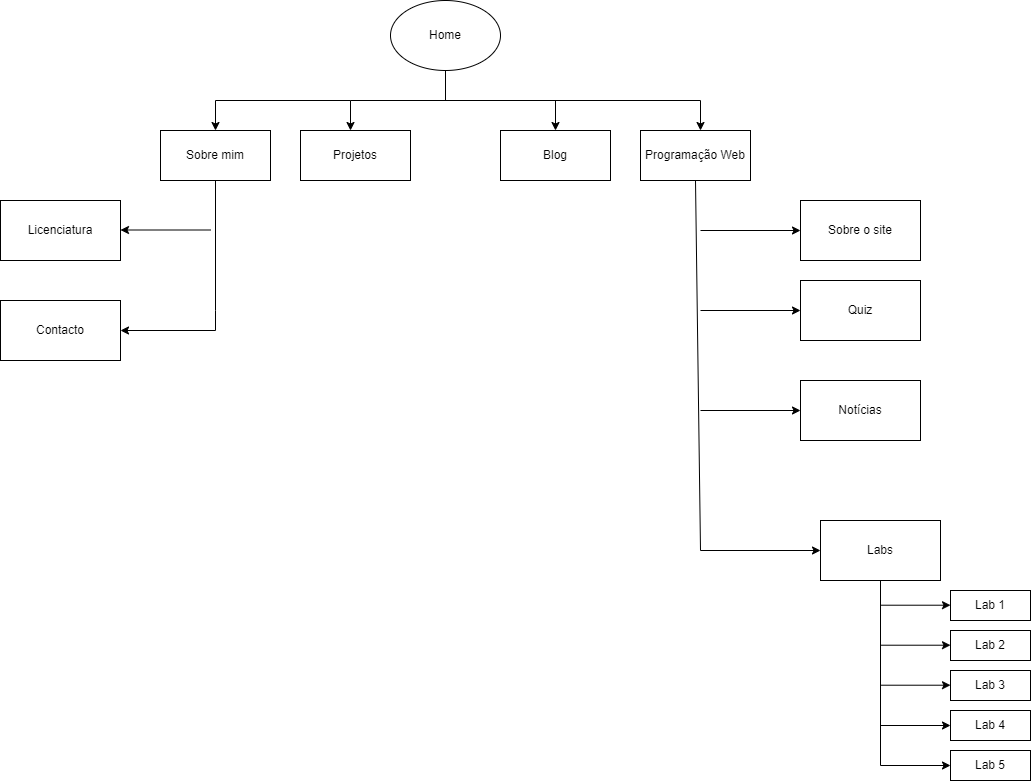 Home
Sobre mim
Projetos
Blog
Programação Web
Licenciatura
Sobre o site
Contacto
Quiz
Notícias
Labs
Lab 1
Lab 2
Lab 3
Lab 4
Lab 5